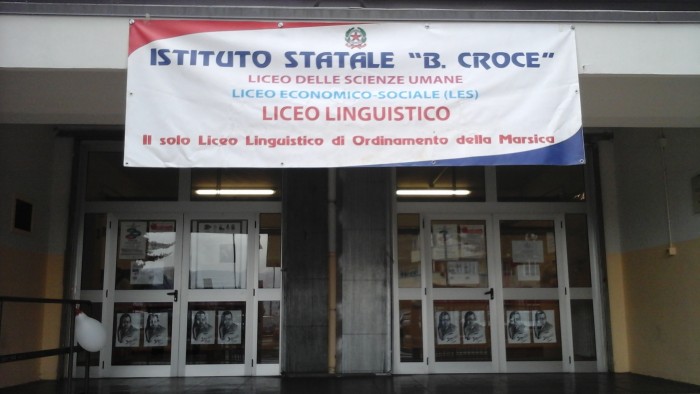 ISTITUTO STATALE "B. CROCE"
LICEO DELLE SCIENZE UMANE
LICEO ECONOMICO-SOCIALE (LES)
LICEO LINGUISTICO
Il solo Liceo Linguistico di Ordinamento della Marsica